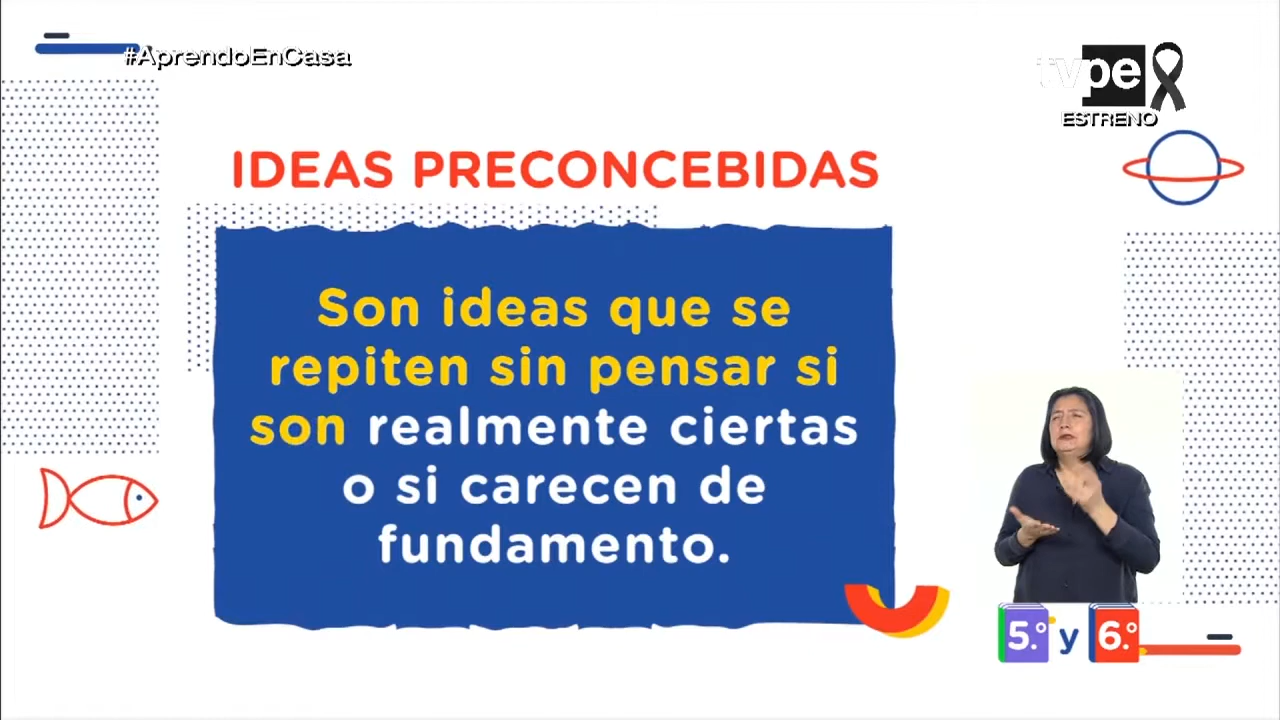 #AprendoEnCasa
tvpe
ESTRENO
IDEAS PRECONCEBIDAS
Son ideas que se
repiten sin pensar si
son realmente ciertas
o si carecen de
fundamento.
5.º y 6.º